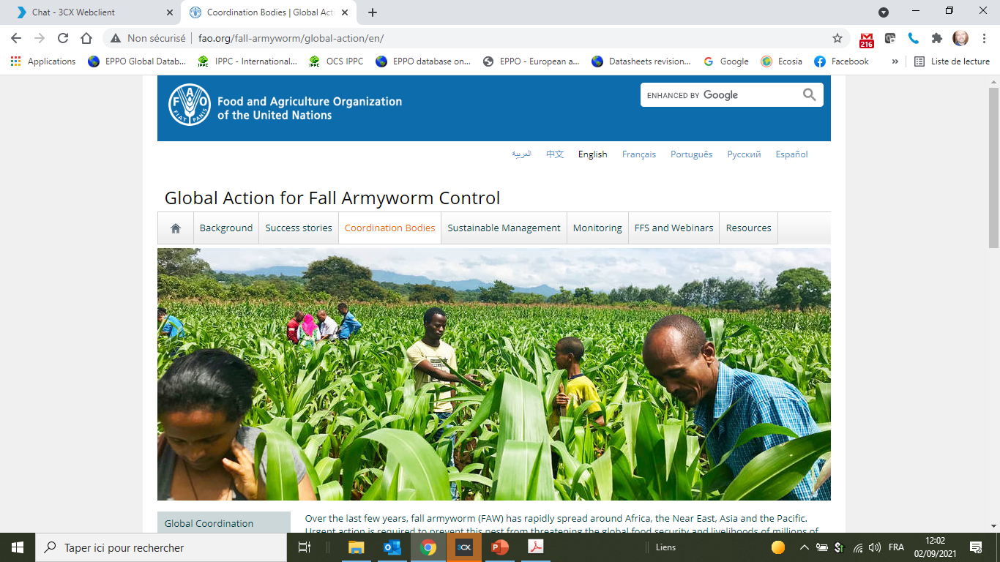 Chat - 3CX Webclient
Coordination Bodies | Global Acti
Non sécurisé
fao.org/fall-armyworm/global-action/en/
216
Applications
EPPO Global Datab...
IPPC - International...
OCS IPPC
EPPO database on...
EPPO - European a...
Datasheets revision...
Google
Ecosia
Facebook
»
Liste de lecture
FAO
FIAT PANIS
Food and Agriculture Organization
of the United Nations
ENHANCED BY Google
العربية
中文
English
Français
Português
Русский
Español
Global Action for Fall Armyworm Control
Background
Success stories
Coordination Bodies
Sustainable Management
Monitoring
FFS and Webinars
Resources
Global Coordination
Over the last few years, fall armyworm (FAW) has rapidly spread around Africa, the Near East, Asia and the Pacific.
Urgent action is required to prevent this pest from threatening the global food security and livelihoods of millions of
Taper ici pour rechercher
3CX
Liens
FRA
12:02
02/09/2021